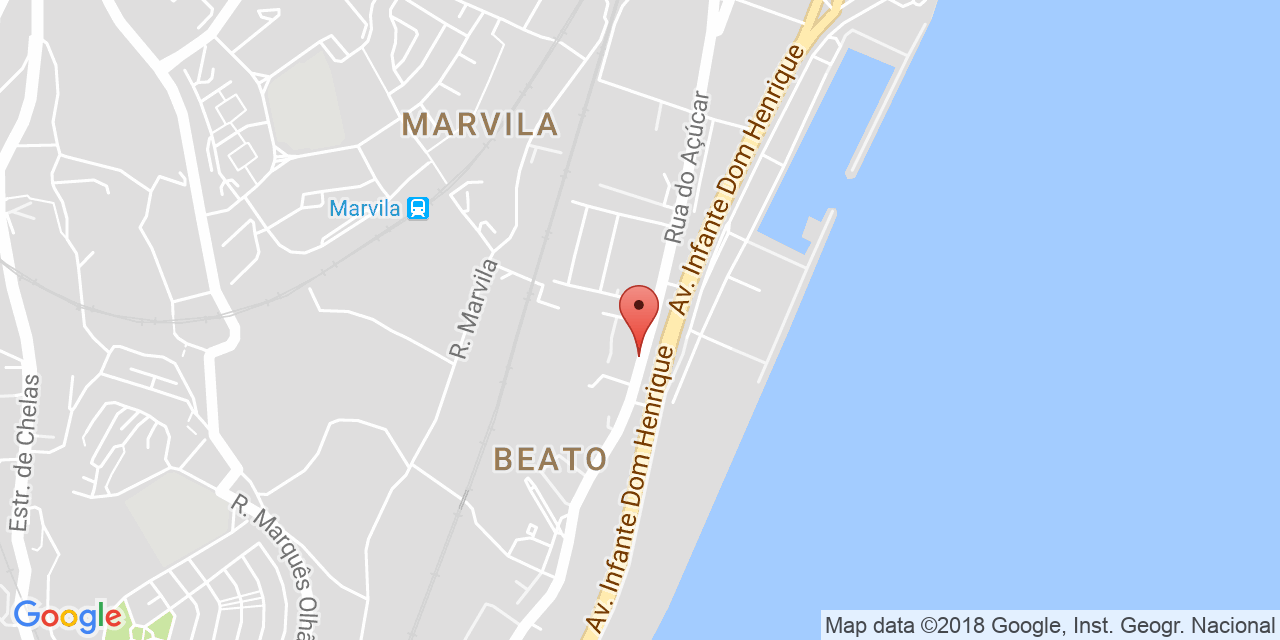 MARVILA
Rua do Açúcar
Av. Infante Dom Henrique
Marvila
R. Marvila
Av. Infante Dom Henrique
Estr. de Chelas
BEATO
R. Marquês Olhã
Google
Map data ©2018 Google, Inst. Geogr. Nacional